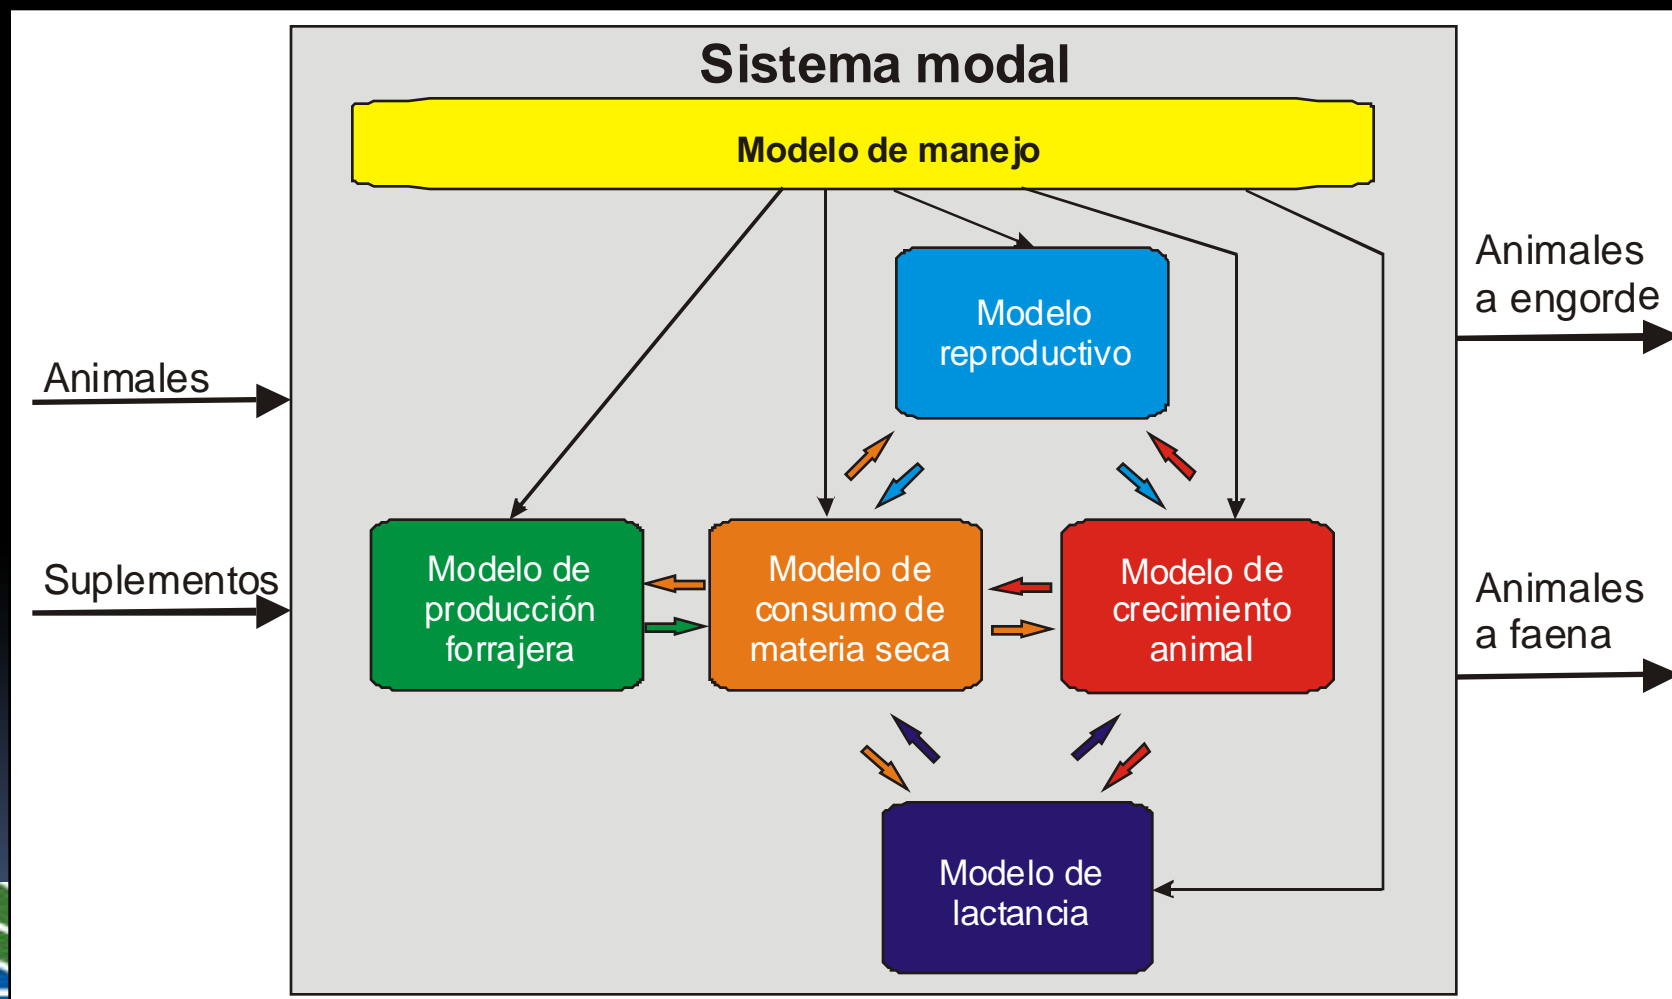 Sistema modal
Modelo de manejo
Modelo
reproductivo
Animales
Suplementos
Modelo de
producción
forrajera
Modelo de
consumo de
materia seca
Modelo de
crecimiento
animal
Modelo de
lactancia
Animales
a engorde
Animales
a faena